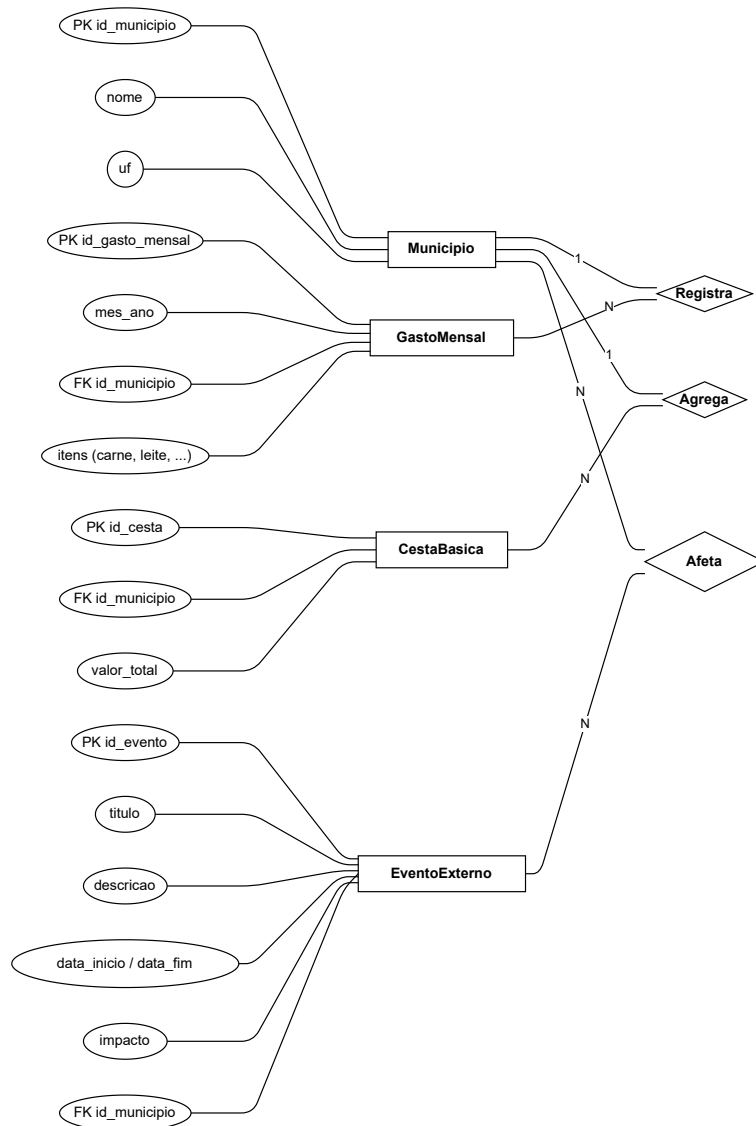 PK id_municipio
nome
uf
PK id_gasto_mensal
Municipio
1
Registra
mes_ano
GastoMensal
N
FK id_municipio
1
N
Agrega
itens (carne, leite, ...)
N
PK id_cesta
CestaBasica
Afeta
FK id_municipio
valor_total
N
PK id_evento
titulo
descricao
EventoExterno
data_inicio / data_fim
impacto
FK id_municipio